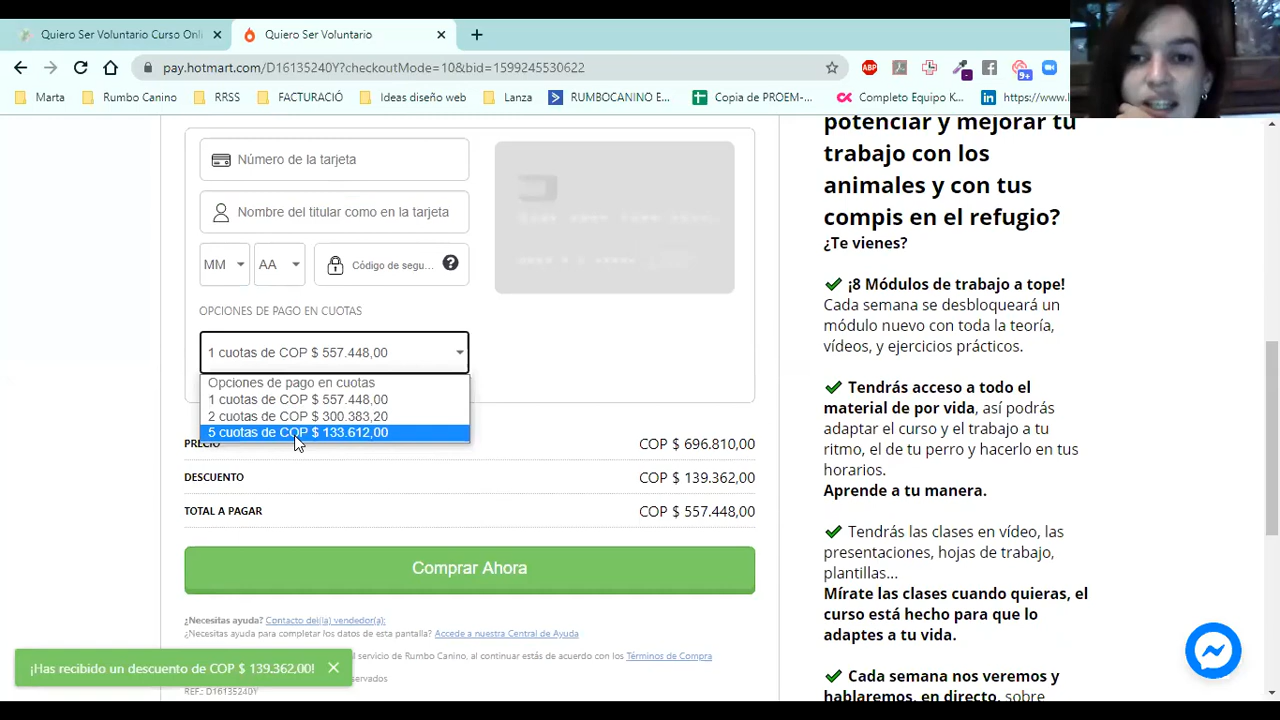 Quiero Ser Voluntario Curso Onli
Quiero Ser Voluntario
pay.hotmart.com/D16135240Y?checkoutMode=10&bid=1599245530622
ABP
9+
Marta
Rumbo Canino
RRSS
FACTURACIÓ
Ideas diseño web
Lanza
RUMBOCANINO E...
Copia de PROEM-...
Completo Equipo K...
https://www.l
Número de la tarjeta
Nombre del titular como en la tarjeta
MM
AA
Código de segu...
OPCIONES DE PAGO EN CUOTAS
1 cuotas de COP $ 557.448,00
Opciones de pago en cuotas
1 cuotas de COP $ 557.448,00
2 cuotas de COP $ 300.383,20
5 cuotas de COP $ 133.612,00
PRECIO
COP $ 696.810,00
DESCUENTO
COP $ 139.362,00
TOTAL A PAGAR
COP $ 557.448,00
Comprar Ahora
¿Necesitas ayuda? Contacto del(la) vendedor(a):
¿Necesitas ayuda para completar los datos de esta pantalla? Accede a nuestra Central de Ayuda
al servicio de Rumbo Canino, al continuar estás de acuerdo con los Términos de Compra
REF.: D16135240Y
¡Has recibido un descuento de COP $ 139.362,00!
potenciar y mejorar tu
trabajo con los
animales y con tus
compis en el refugio?
¿Te vienes?
¡8 Módulos de trabajo a tope!
Cada semana se desbloqueará un
módulo nuevo con toda la teoría,
vídeos, y ejercicios prácticos.
Tendrás acceso a todo el
material de por vida, así podrás
adaptar el curso y el trabajo a tu
ritmo, el de tu perro y hacerlo en tus
horarios.
Aprende a tu manera.
Tendrás las clases en vídeo, las
presentaciones, hojas de trabajo,
plantillas...
Mírate las clases cuando quieras, el
curso está hecho para que lo
adaptes a tu vida.
Cada semana nos veremos y
hablaremos, en directo, sobre